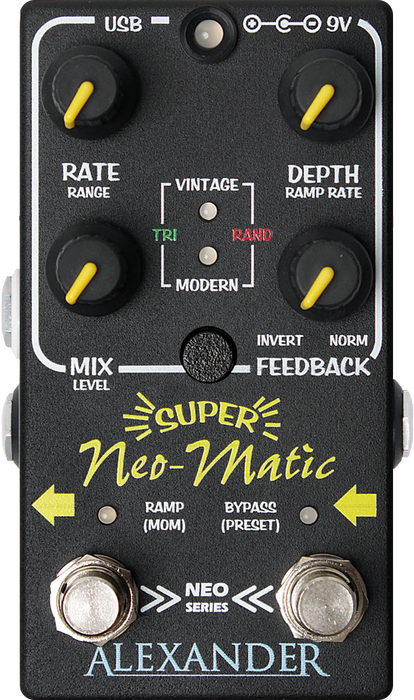 USB 9V
RATE
RANGE
DEPTH
RAMP RATE
VINTAGE
TRI RAND
MODERN
INVERT NORM
MIX
LEVEL
FEEDBACK
SUPER
Neo-Matic
RAMP
(MOM)
BYPASS
(PRESET)
NEO
SERIES
ALEXANDER